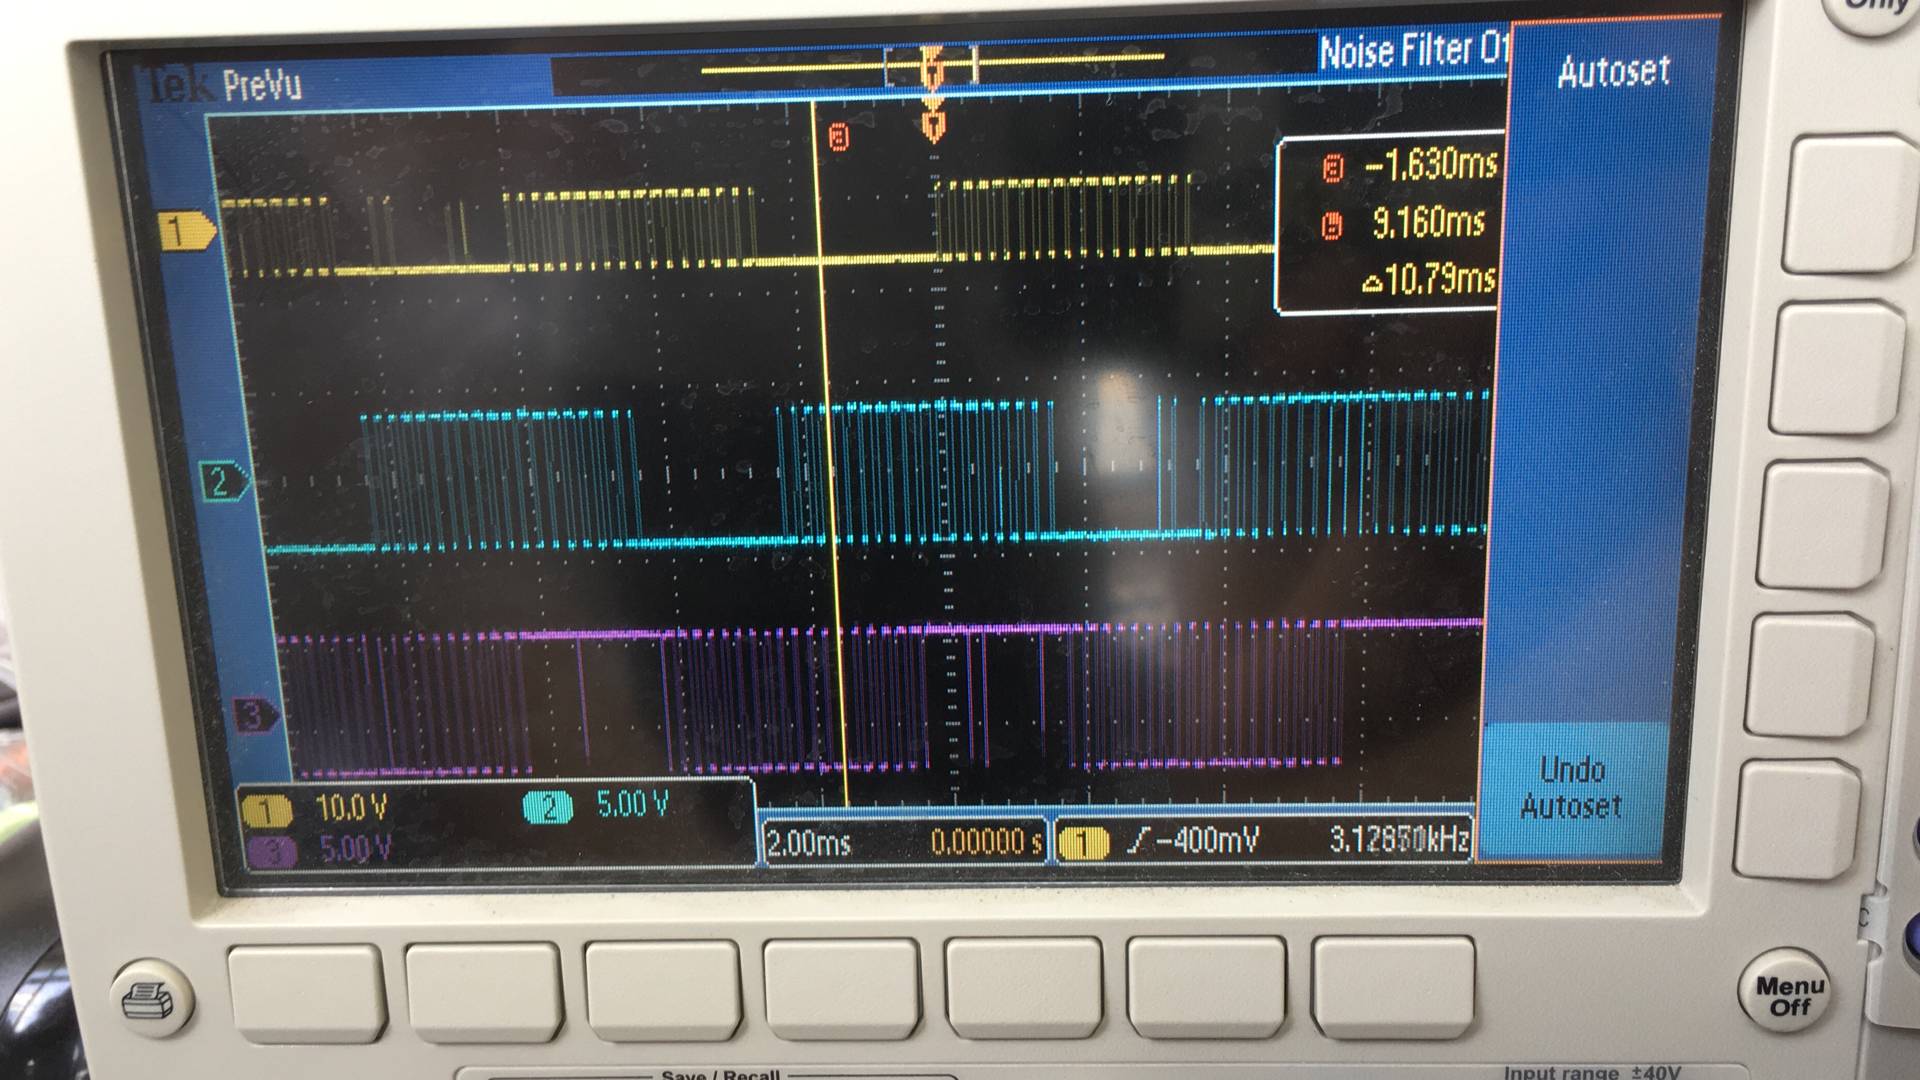 Only
Tek PreVu
Noise Filter Of
Autoset
a -1.630ms
b 9.160ms
△10.79ms
1
2
3
1 10.0 V
2 5.00 V
3 5.00 V
2.00ms
0.00000 s
1 ∫ -400mV
3.12850kHz
Undo
Autoset
Menu
Off
Save / Recall
Input range ±40V